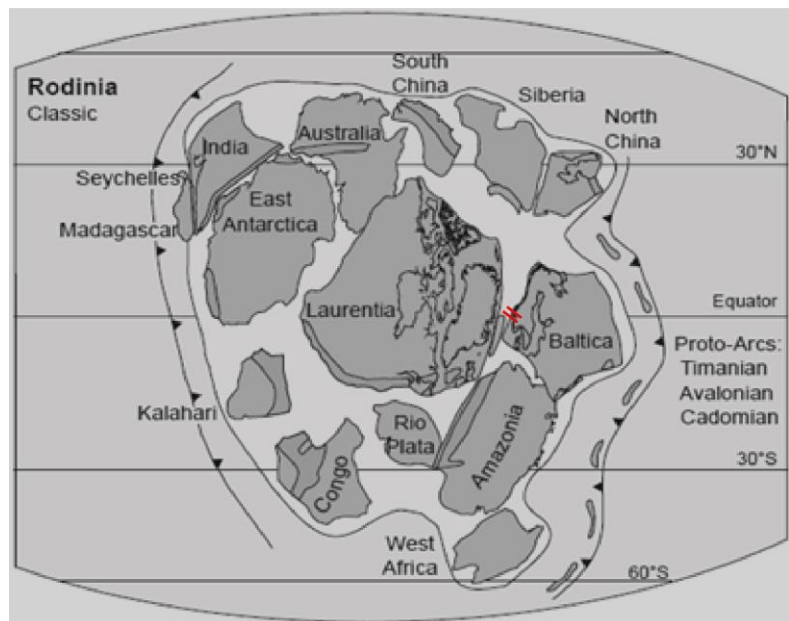 Rodinia
Classic
South
China
Siberia
North
China
India
Australia
30°N
Seychelles
East
Antarctica
Madagascar
Equator
Laurentia
Baltica
Proto-Arcs:
Timanian
Avalonian
Cadomian
Kalahari
Rio
Plata
Amazonia
Congo
30°S
West
Africa
60°S